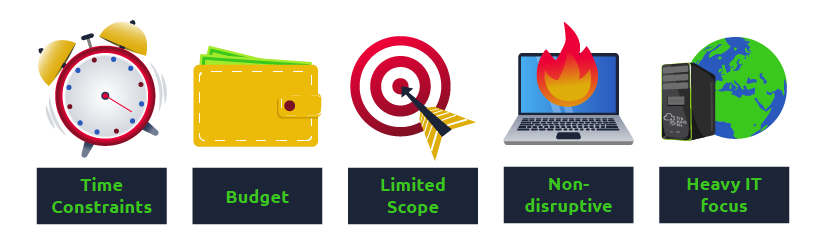 Time
Constraints
Budget
Limited
Scope
Non-
disruptive
Heavy IT
focus